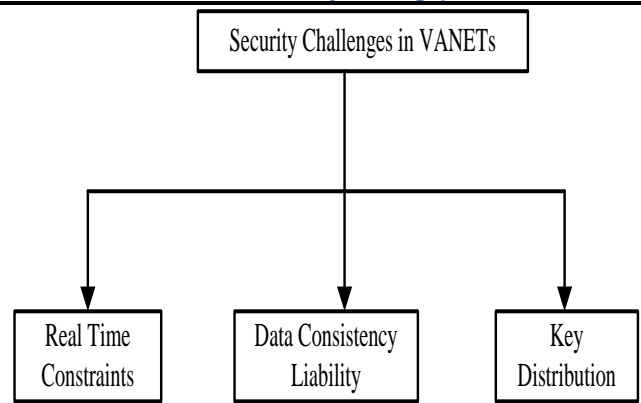 Security Challenges in VANETs
Real Time
Constraints
Data Consistency
Liability
Key
Distribution